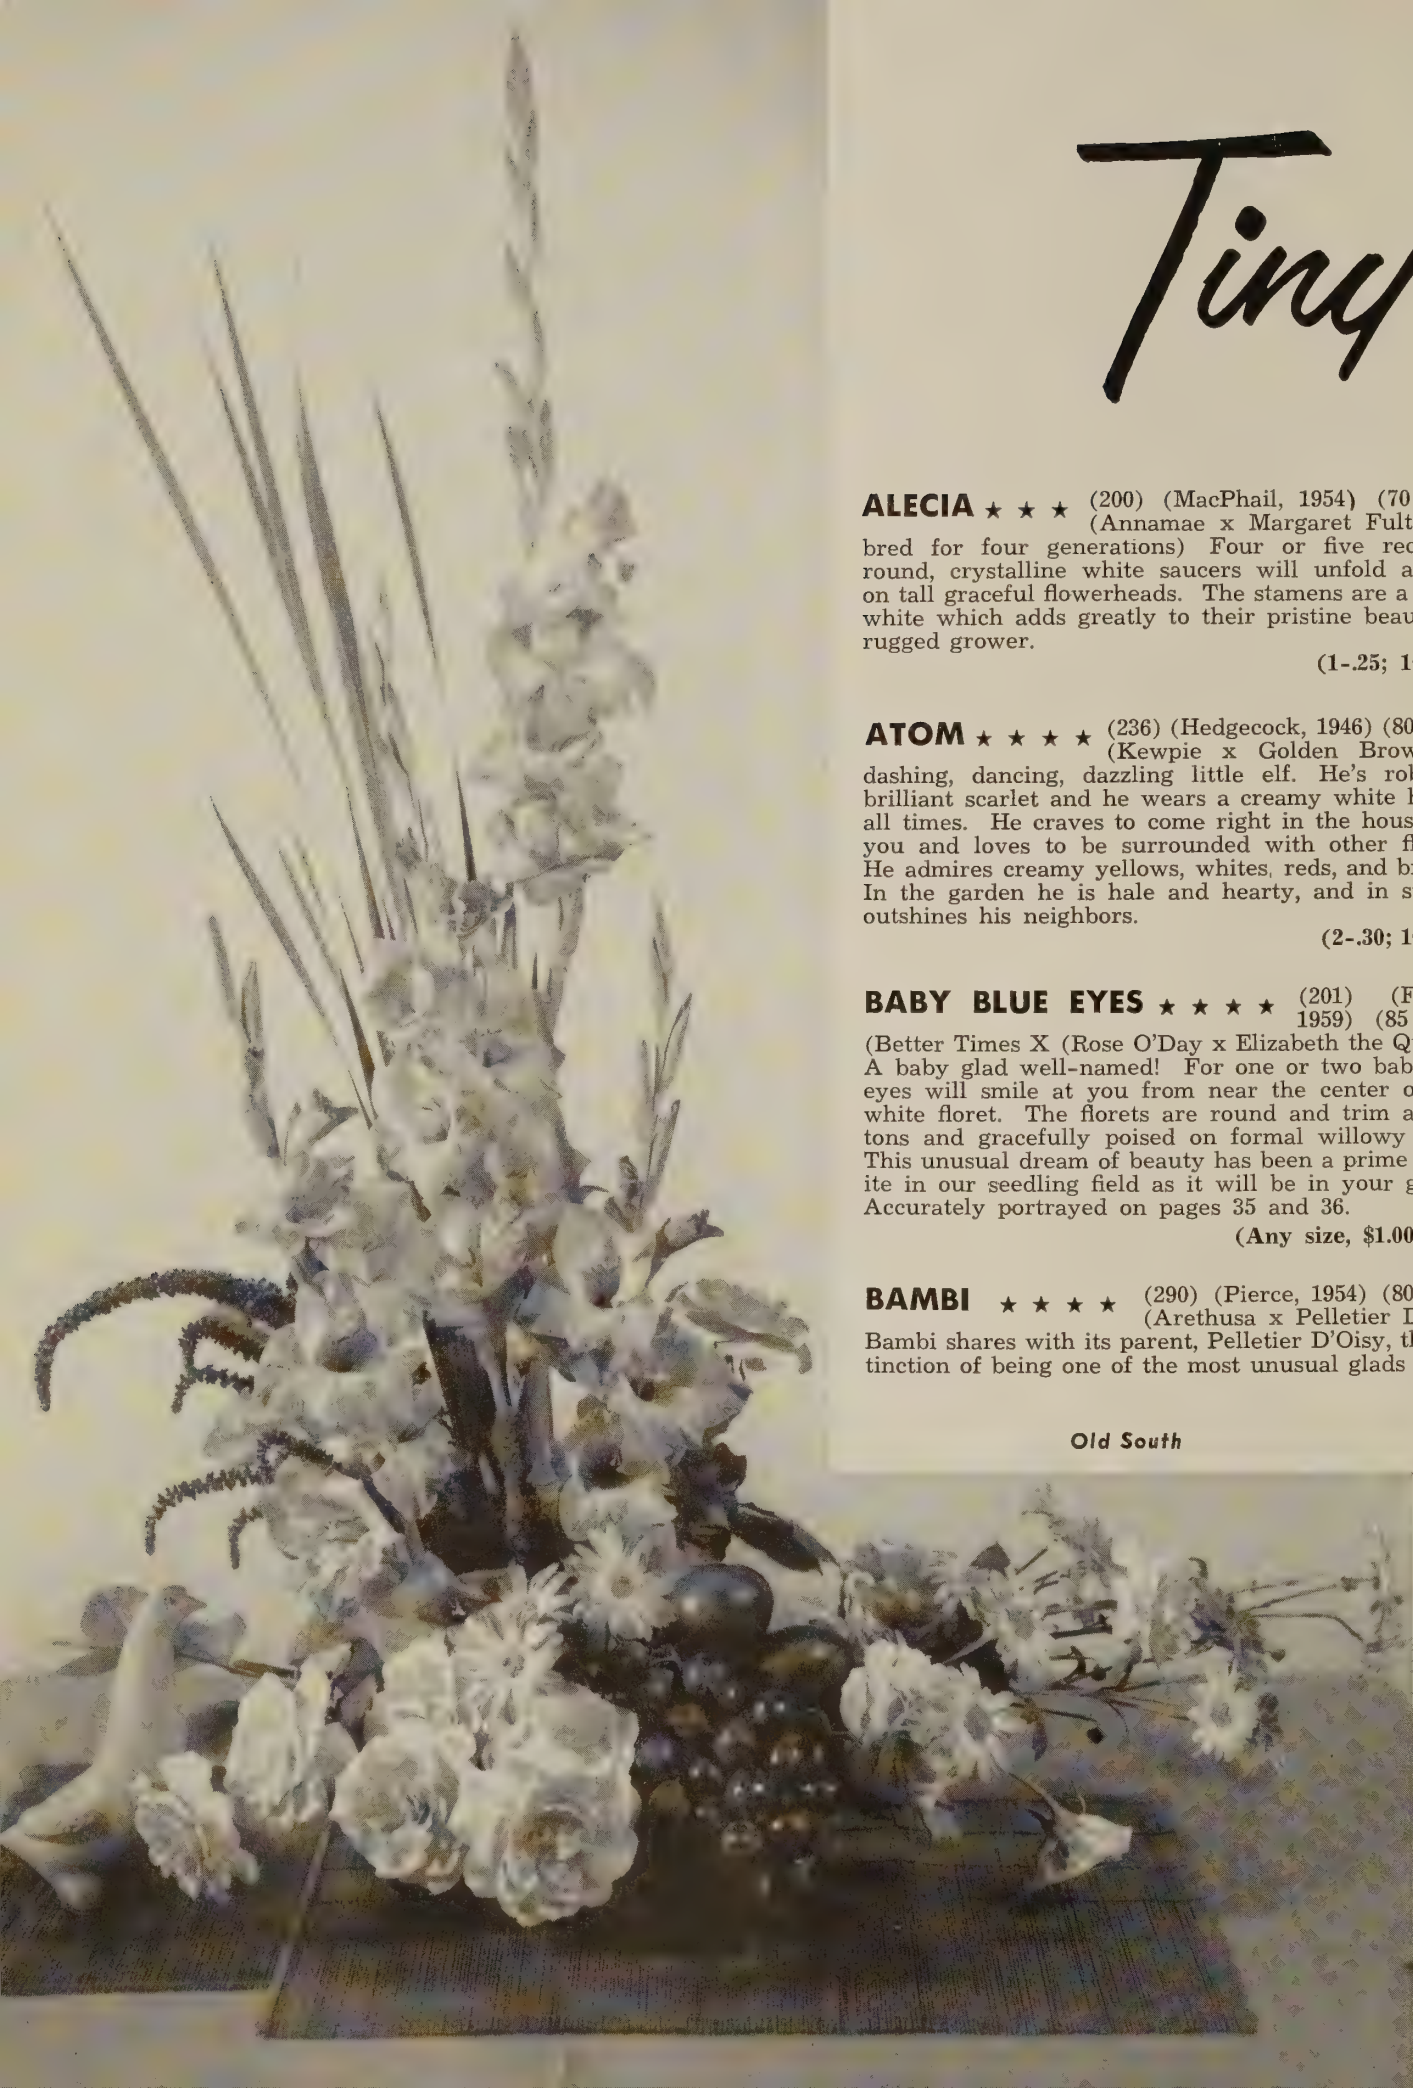 Tiny
ALECIA ★ ★ ★ (200) (MacPhail, 1954) (70
(Annamae x Margaret Fult
bred for four generations) Four or five rec
round, crystalline white saucers will unfold a
on tall graceful flowerheads. The stamens are a
white which adds greatly to their pristine beau
rugged grower.
(1-.25; 1
ATOM ★ ★ ★ ★ (236) (Hedgecock, 1946) (80
(Kewpie x Golden Brow
dashing, dancing, dazzling little elf. He's rob
brilliant scarlet and he wears a creamy white
all times. He craves to come right in the hous
you and loves to be surrounded with other fl
He admires creamy yellows, whites, reds, and
In the garden he is hale and hearty, and in s
outshines his neighbors.
(2-.30; 1
BABY BLUE EYES ★ ★ ★ ★ (201) (F
1959) (85
(Better Times X (Rose O'Day x Elizabeth the Q
A baby glad well-named! For one or two bab
eyes will smile at you from near the center o
white floret. The florets are round and trim a
tons and gracefully poised on formal willowy
This unusual dream of beauty has been a prime
ite in our seedling field as it will be in your g
Accurately portrayed on pages 35 and 36.
(Any size, $1.00
BAMBI ★ ★ ★ ★ (290) (Pierce, 1954) (80
(Arethusa x Pelletier D
Bambi shares with its parent, Pelletier D'Oisy, th
tinction of being one of the most unusual glads
Old South